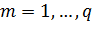 m = 1, … , q